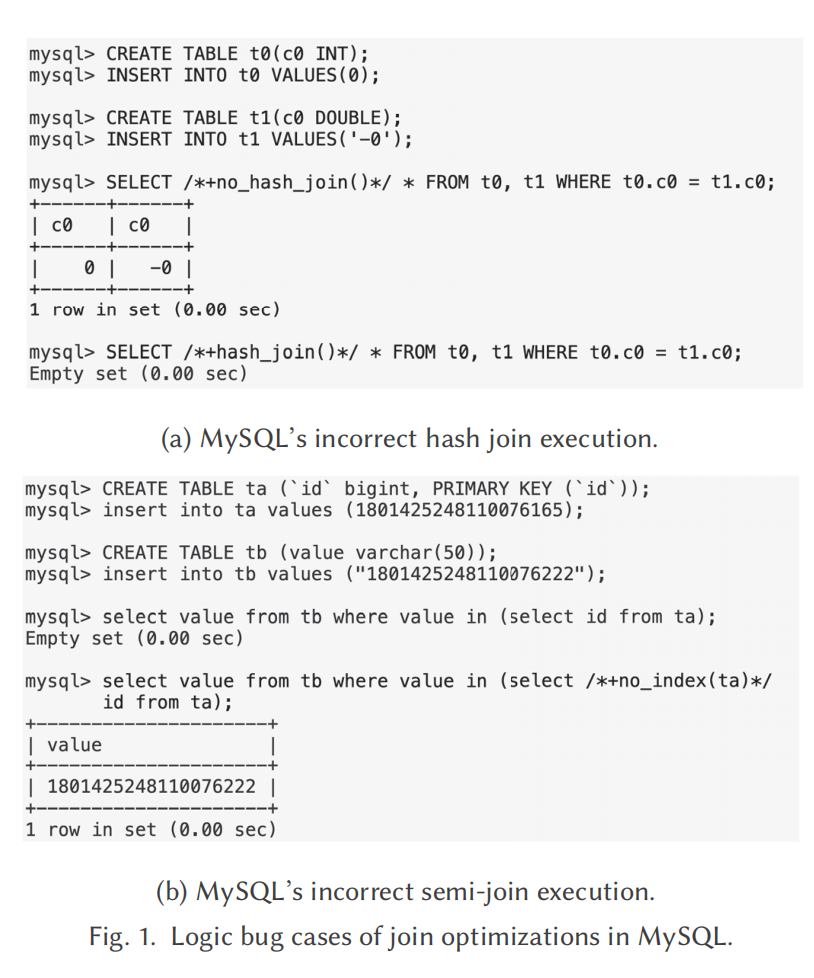 mysql> CREATE TABLE t0(c0 INT);
mysql> INSERT INTO t0 VALUES(0);
mysql> CREATE TABLE t1(c0 DOUBLE);
mysql> INSERT INTO t1 VALUES('-0');
mysql> SELECT /*+no_hash_join()*/ * FROM t0, t1 WHERE t0.c0 = t1.c0;
+------+------+
| c0   | c0   |
+------+------+
|    0 |   -0 |
+------+------+
1 row in set (0.00 sec)
mysql> SELECT /*+hash_join()*/ * FROM t0, t1 WHERE t0.c0 = t1.c0;
Empty set (0.00 sec)
(a) MySQL's incorrect hash join execution.
mysql> CREATE TABLE ta (`id` bigint, PRIMARY KEY (`id`));
mysql> insert into ta values (1801425248110076165);
mysql> CREATE TABLE tb (value varchar(50));
mysql> insert into tb values ("1801425248110076222");
mysql> select value from tb where value in (select id from ta);
Empty set (0.00 sec)
mysql> select value from tb where value in (select /*+no_index(ta)*/
id from ta);
+---------------------+
| value               |
+---------------------+
| 1801425248110076222 |
+---------------------+
1 row in set (0.00 sec)
(b) MySQL's incorrect semi-join execution.
Fig. 1. Logic bug cases of join optimizations in MySQL.